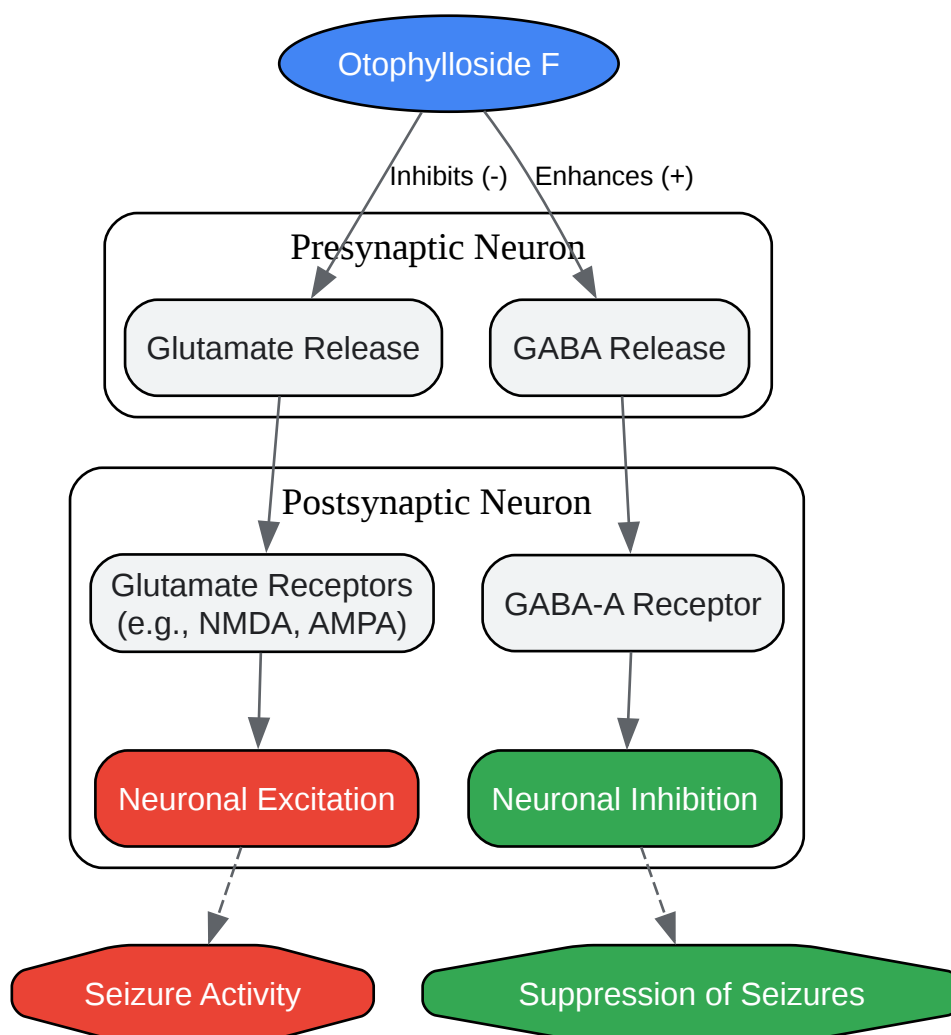 Otophylloside F
Inhibits (-)
Enhances (+)
Presynaptic Neuron
Glutamate Release
GABA Release
Postsynaptic Neuron
Glutamate Receptors
(e.g., NMDA, AMPA)
GABA-A Receptor
Neuronal Excitation
Neuronal Inhibition
Seizure Activity
Suppression of Seizures